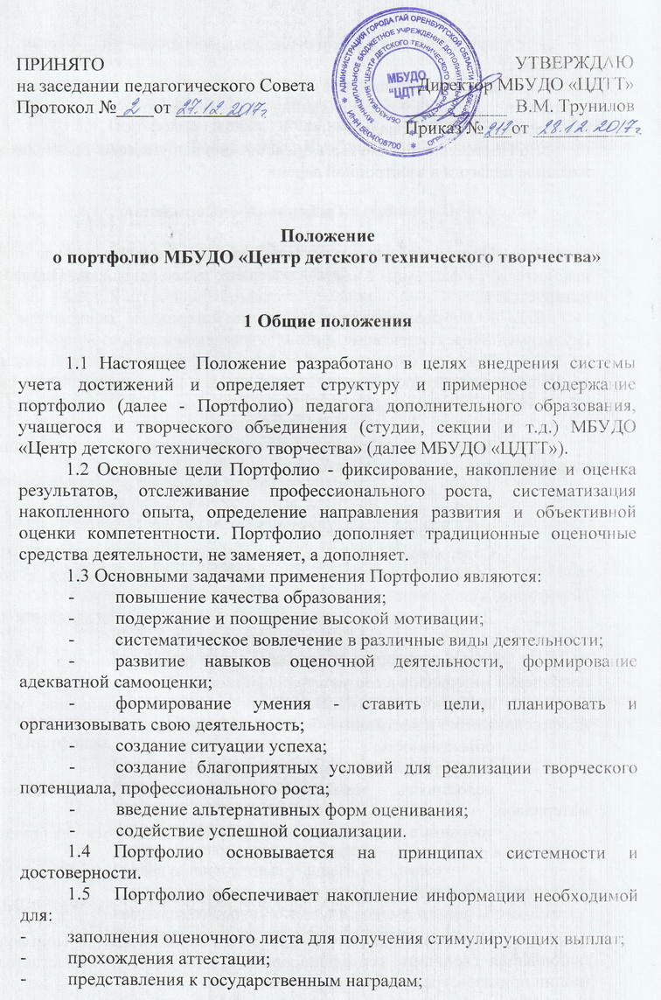 ПРИНЯТО
на заседании педагогического Совета
Протокол № 2 от 27.12.2017г.
УТВЕРЖДАЮ
Директор МБУДО «ЦДТТ»
В.М. Трунилов
Приказ № 217 от 28.12.2017г.
АДМИНИСТРАЦИЯ ГОРОДА ГАЙ ОРЕНБУРГСКОЙ ОБЛАСТИ
МУНИЦИПАЛЬНОЕ БЮДЖЕТНОЕ УЧРЕЖДЕНИЕ ДОПОЛНИТЕЛЬНОГО
ОБРАЗОВАНИЯ "ЦЕНТР ДЕТСКОГО ТЕХНИЧЕСКОГО ТВОРЧЕСТВА"
ИНН 5604008700
МБУДО
"ЦДТТ"
Положение
о портфолио МБУДО «Центр детского технического творчества»
1 Общие положения
1.1 Настоящее Положение разработано в целях внедрения системы
учета достижений и определяет структуру и примерное содержание
портфолио (далее - Портфолио) педагога дополнительного образования,
учащегося и творческого объединения (студии, секции и т.д.) МБУДО
«Центр детского технического творчества» (далее МБУДО «ЦДТТ»).
1.2 Основные цели Портфолио - фиксирование, накопление и оценка
результатов, отслеживание профессионального роста, систематизация
накопленного опыта, определение направления развития и объективной
оценки компетентности. Портфолио дополняет традиционные оценочные
средства деятельности, не заменяет, а дополняет.
1.3 Основными задачами применения Портфолио являются:
- повышение качества образования;
- подержание и поощрение высокой мотивации;
- систематическое вовлечение в различные виды деятельности;
- развитие навыков оценочной деятельности, формирование
адекватной самооценки;
- формирование умения - ставить цели, планировать и
организовывать свою деятельность;
- создание ситуации успеха;
- создание благоприятных условий для реализации творческого
потенциала, профессионального роста;
- введение альтернативных форм оценивания;
- содействие успешной социализации.
1.4 Портфолио основывается на принципах системности и
достоверности.
1.5 Портфолио обеспечивает накопление информации необходимой
для:
- заполнения оценочного листа для получения стимулирующих выплат;
- прохождения аттестации;
- представления к государственным наградам;